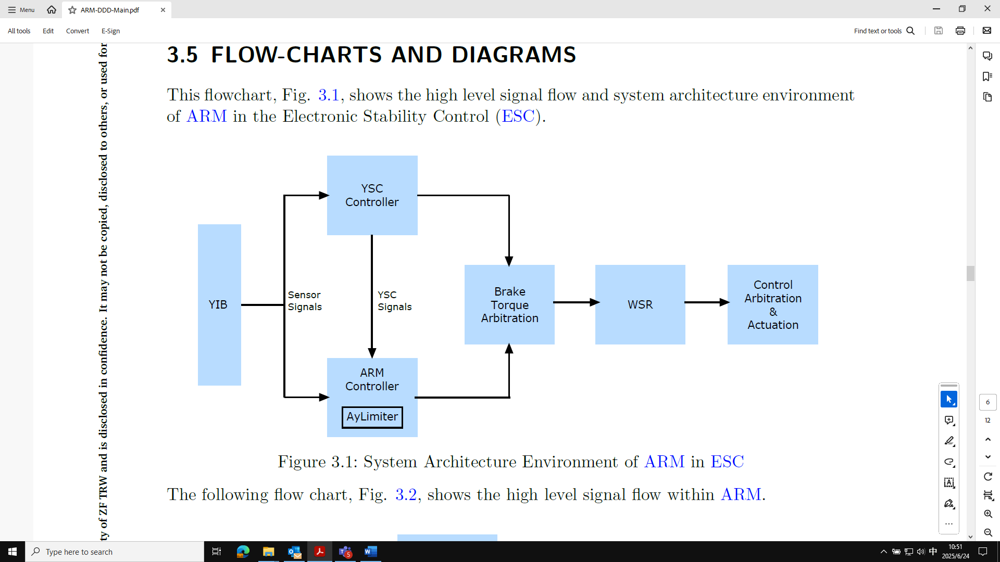 Menu
ARM-DDD-Main.pdf
All tools
Edit
Convert
E-Sign
Find text or tools
ty of ZF TRW and is disclosed in confidence. It may not be copied, disclosed to others, or used for
3.5 FLOW-CHARTS AND DIAGRAMS
This flowchart, Fig. 3.1, shows the high level signal flow and system architecture environment
of ARM in the Electronic Stability Control (ESC).
YSC
Controller
YIB
Sensor
Signals
YSC
Signals
Brake
Torque
Arbitration
WSR
Control
Arbitration
&
Actuation
ARM
Controller
AyLimiter
Figure 3.1: System Architecture Environment of ARM in ESC
The following flow chart, Fig. 3.2, shows the high level signal flow within ARM.
6
12
Type here to search
5
中
10:51
2025/6/24